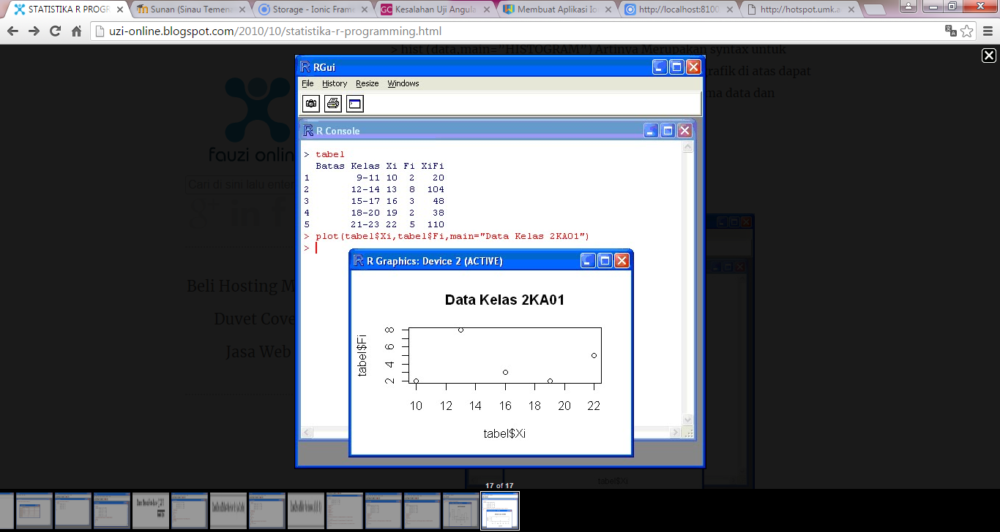 STATISTIKA R PROGR
Sunan (Sinau Temena
Storage - Ionic Frame
GC Kesalahan Uji Angula
Membuat Aplikasi Io
http://localhost:8100
http://hotspot.umk.a
uzi-online.blogspot.com/2010/10/statistika-r-programming.html
> hist (data,main="HISTOGRAM") Artinya Merupakan syntax untuk
rafik di atas dapat
ma data dan
fauzi onlin
Cari di sini lalu enter
Beli Hosting M
Duvet Cove
Jasa Web
RGui
File History Resize Windows
R Console
> tabel
Batas Kelas Xi Fi XiFi
1 9-11 10 2 20
2 12-14 13 8 104
3 15-17 16 3 48
4 18-20 19 2 38
5 21-23 22 5 110
> plot(tabel$Xi,tabel$Fi,main="Data Kelas 2KA01")
>
R Graphics: Device 2 (ACTIVE)
Data Kelas 2KA01
tabel$Fi
8
6
4
2
10 12 14 16 18 20 22
tabel$Xi
tabel$Xi
17 of 17